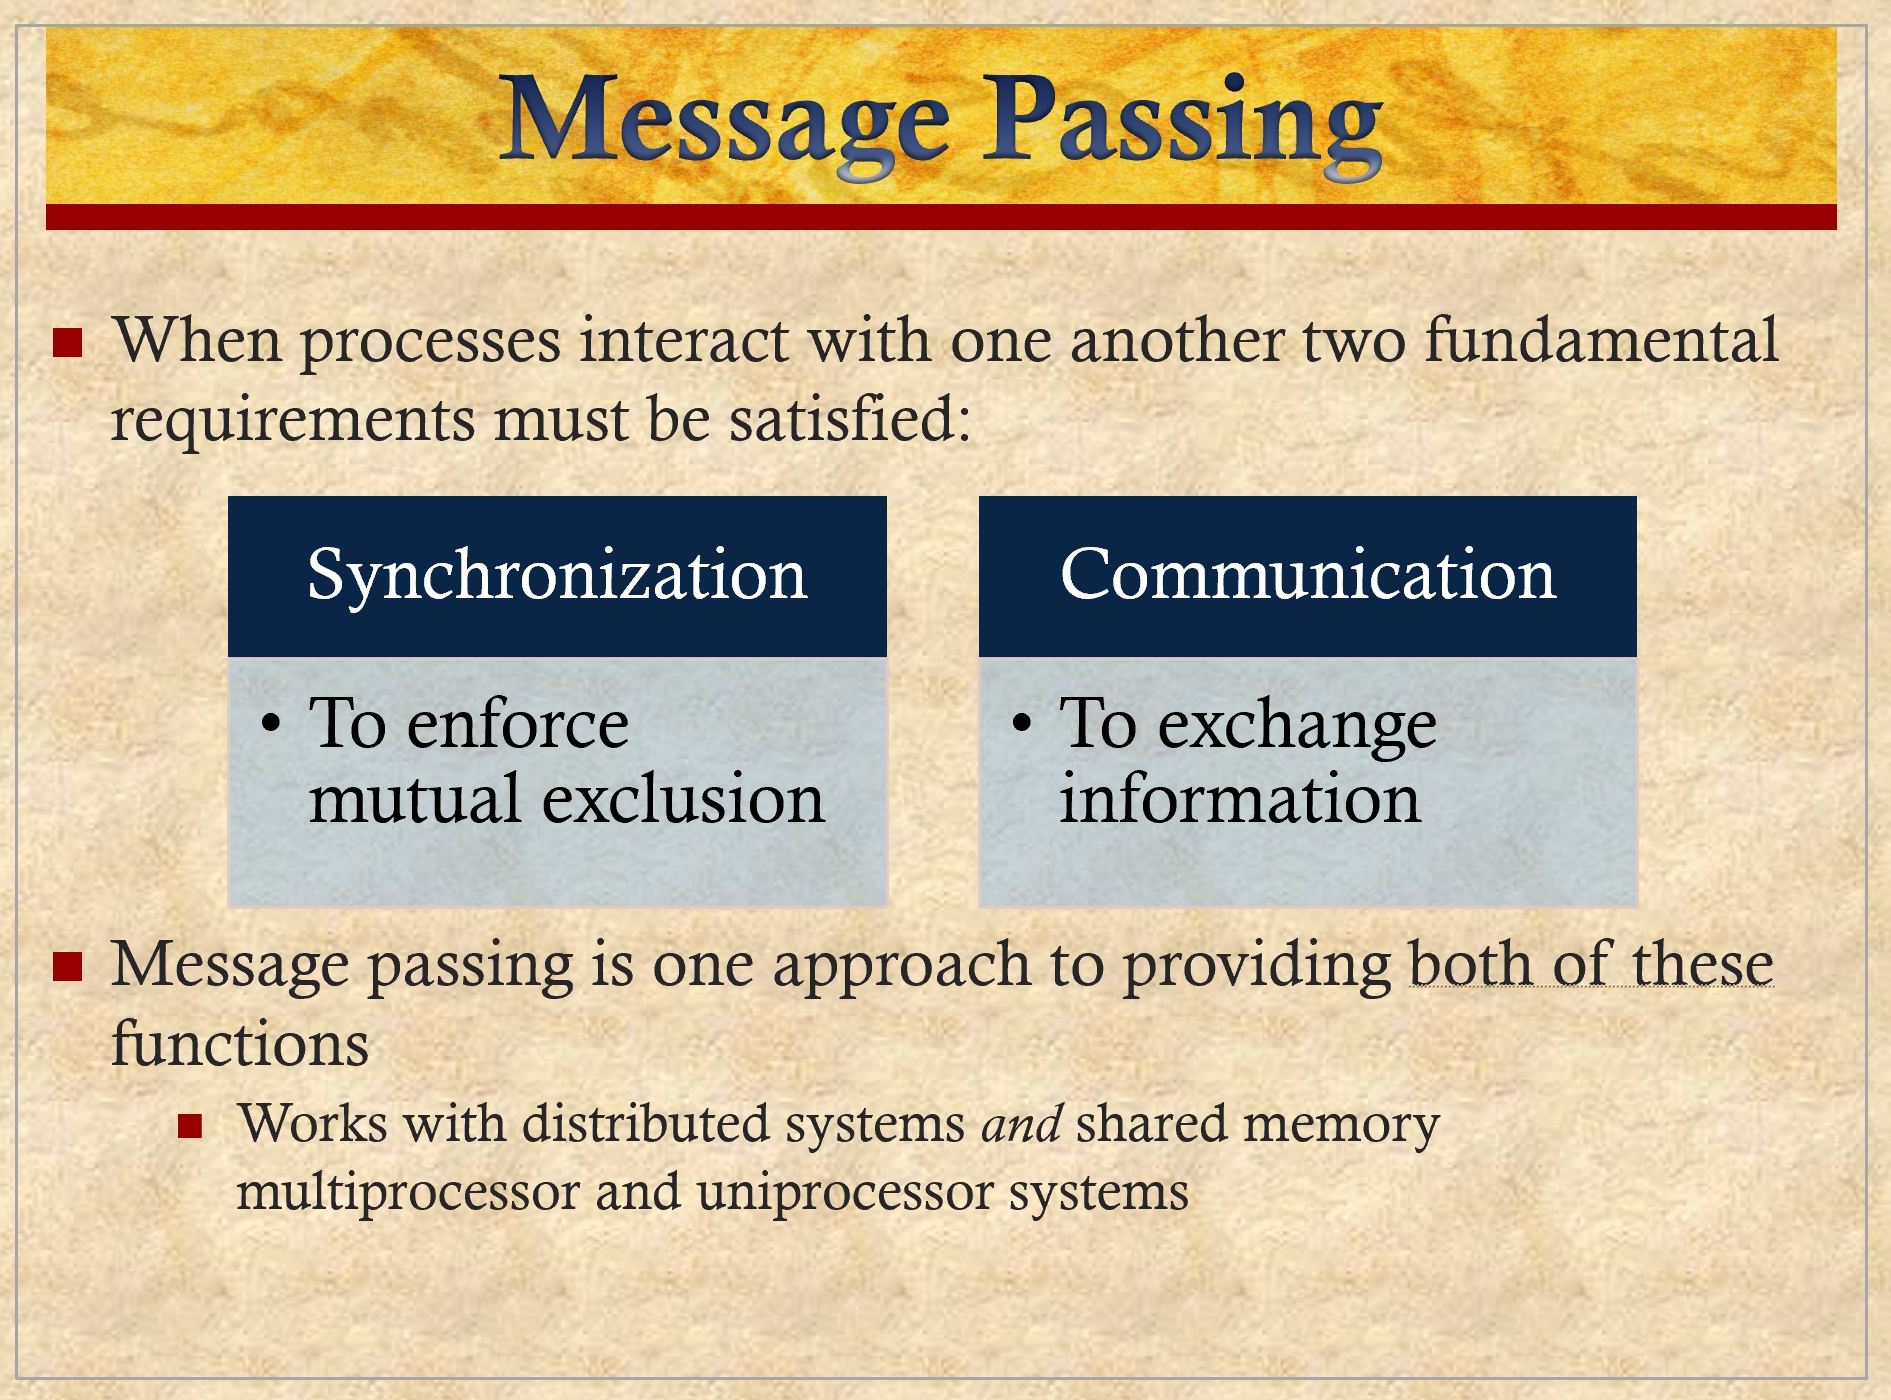 Message Passing
When processes interact with one another two fundamental
requirements must be satisfied:
Synchronization
• To enforce
mutual exclusion
Communication
• To exchange
information
Message passing is one approach to providing both of these
functions
Works with distributed systems and shared memory
multiprocessor and uniprocessor systems